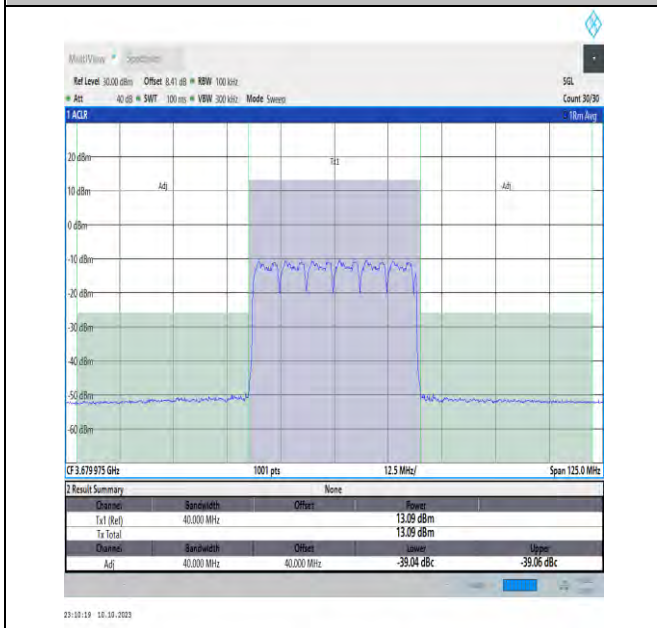 MultiView Spectrum
Ref Level 30.00 dBm Offset 8.41 dB RBW 100 kHz SGL
Att 40 dB SWT 100 ms VBW 300 kHz Mode Sweep Count 30/30
1 ACLR 1Rm Avg
20 dBm
Tx1
10 dBm
Adj Adj
0 dBm
-10 dBm
-20 dBm
-30 dBm
-40 dBm
-50 dBm
-60 dBm
CF 3.679 975 GHz 1001 pts 12.5 MHz/ Span 125.0 MHz
2 Result Summary None
Channel Bandwidth Offset Power
Tx1 (Ref) 40.000 MHz 13.09 dBm
Tx Total 13.09 dBm
Channel Bandwidth Offset Lower Upper
Adj 40.000 MHz 40.000 MHz -39.04 dBc -39.06 dBc
23:10:19 10.10.2023